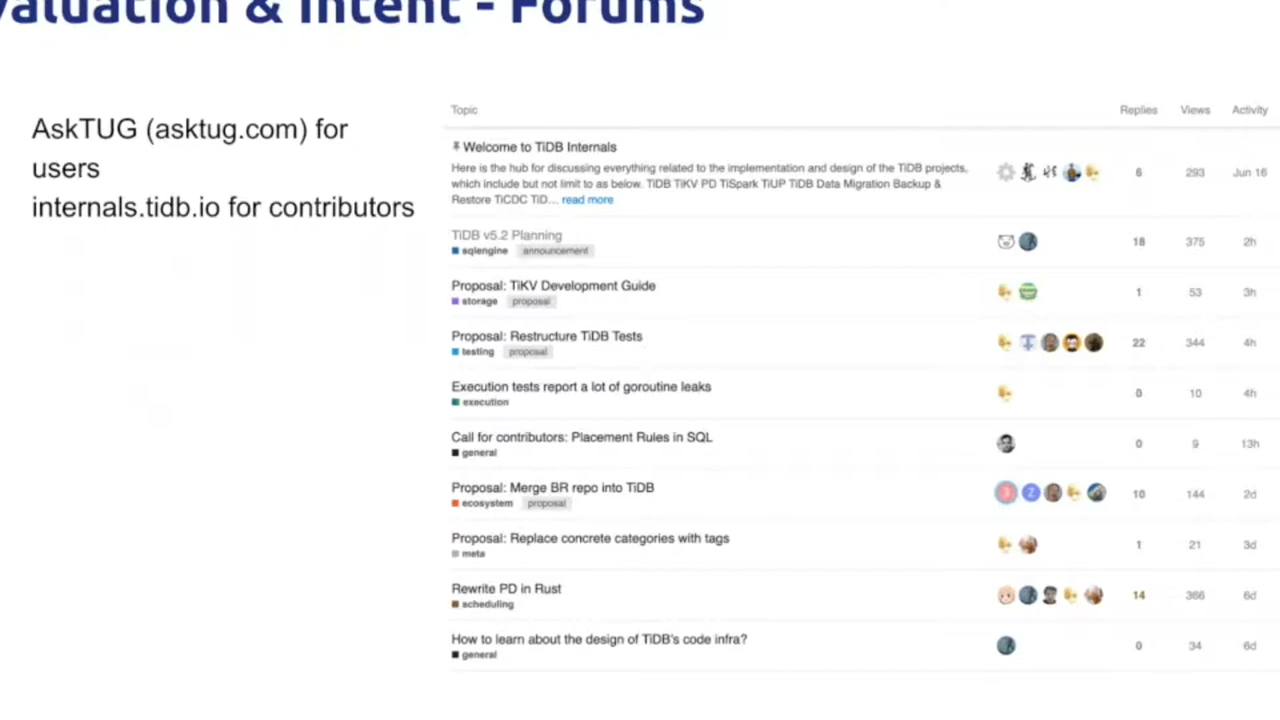 valuation & Intent - Forums
AskTUG (asktug.com) for
users
internals.tidb.io for contributors
Topic Replies Views Activity
Welcome to TiDB Internals
Here is the hub for discussing everything related to the implementation and design of the TiDB projects,
which include but not limit to as below. TiDB TiKV PD TiSpark TiUP TiDB Data Migration Backup &
Restore TiCDC TiD... read more
6 293 Jun 16
TiDB v5.2 Planning
sqlengine announcement
18 375 2h
Proposal: TiKV Development Guide
storage proposal
1 53 3h
Proposal: Restructure TiDB Tests
testing proposal
22 344 4h
Execution tests report a lot of goroutine leaks
execution
0 10 4h
Call for contributors: Placement Rules in SQL
general
0 9 13h
Proposal: Merge BR repo into TiDB
ecosystem proposal
Z
10 144 2d
Proposal: Replace concrete categories with tags
meta
1 21 3d
Rewrite PD in Rust
scheduling
14 366 6d
How to learn about the design of TiDB's code infra?
general
0 34 6d